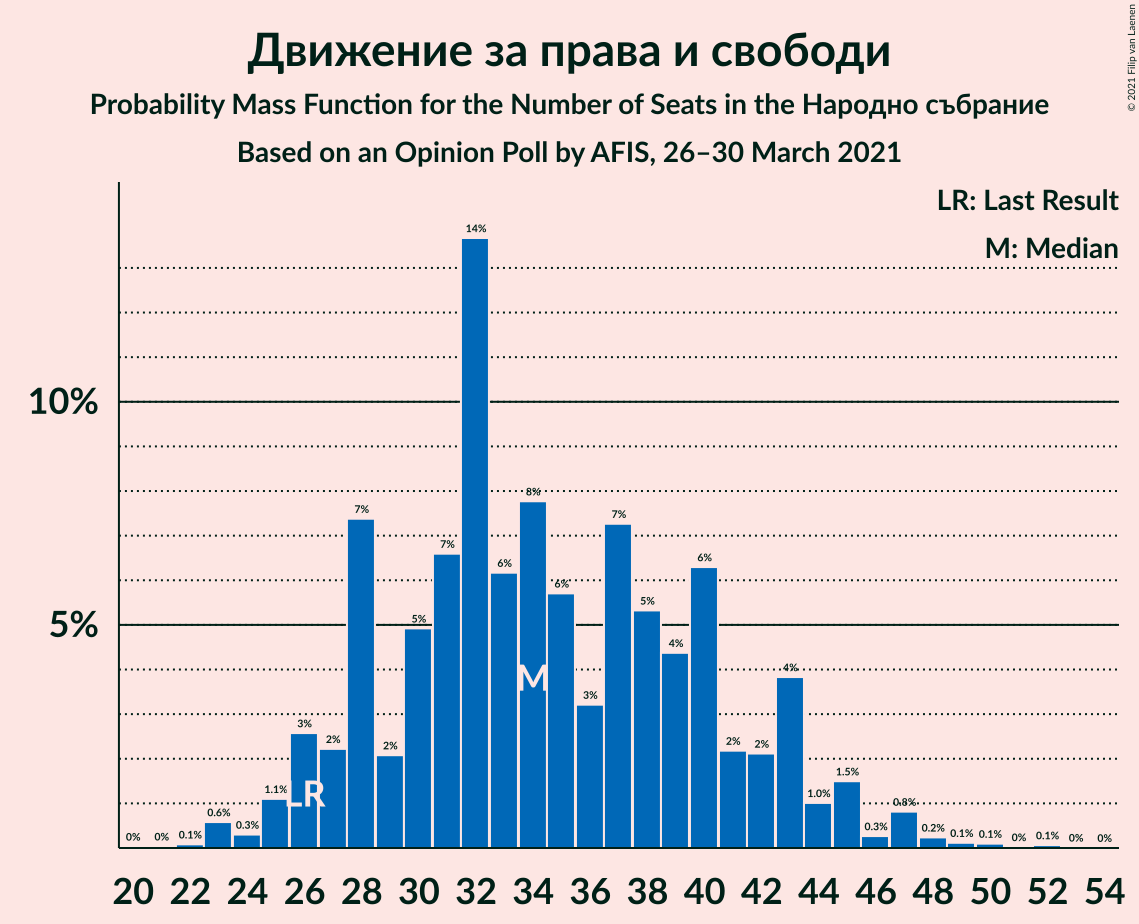 Движение за права и свободи
Probability Mass Function for the Number of Seats in the Народно събрание
Based on an Opinion Poll by AFIS, 26–30 March 2021
© 2021 Filip van Laenen
LR: Last Result
M: Median
10%
5%
0% 0% 0.1% 0.6% 0.3% 1.1% 3% 2% 7% 2% 5% 7% 14% 6% 8% 6% 3% 7% 5% 4% 6% 2% 2% 4% 1.0% 1.5% 0.3% 0.8% 0.2% 0.1% 0.1% 0% 0.1% 0% 0%
M
LR
20 22 24 26 28 30 32 34 36 38 40 42 44 46 48 50 52 54